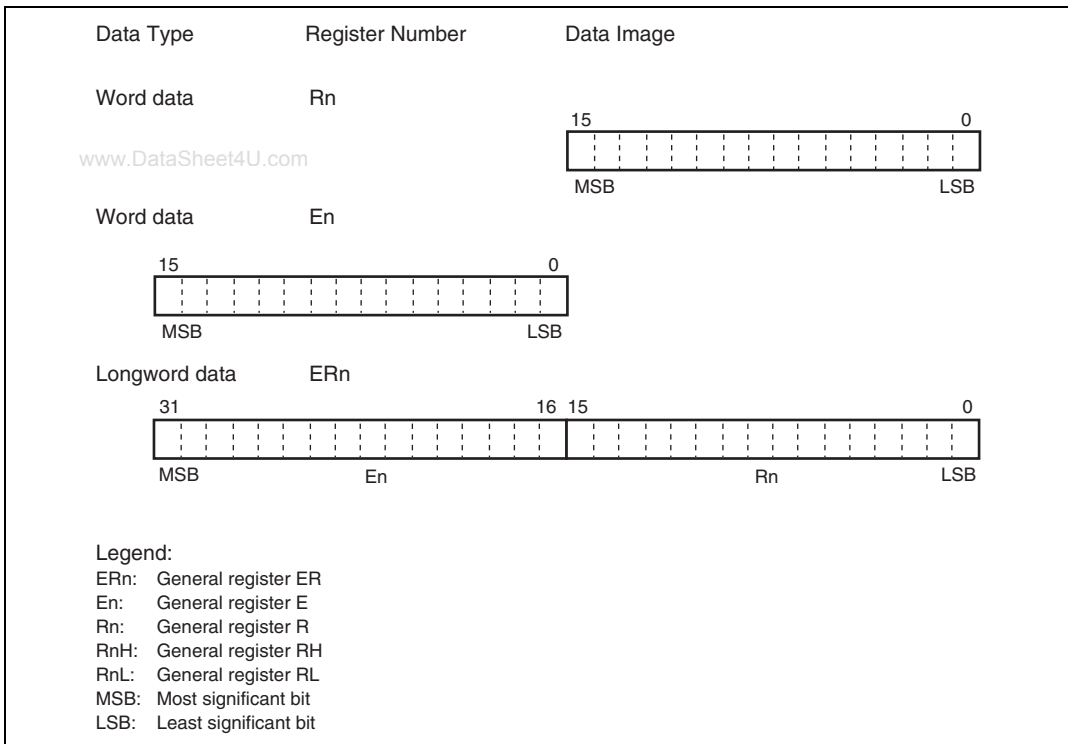 Data Type Register Number Data Image
Word data Rn
15 0
www.DataSheet4U.com
MSB LSB
Word data En
15 0
MSB LSB
Longword data ERn
31 16 15 0
MSB En Rn LSB
Legend:
ERn: General register ER
En: General register E
Rn: General register R
RnH: General register RH
RnL: General register RL
MSB: Most significant bit
LSB: Least significant bit